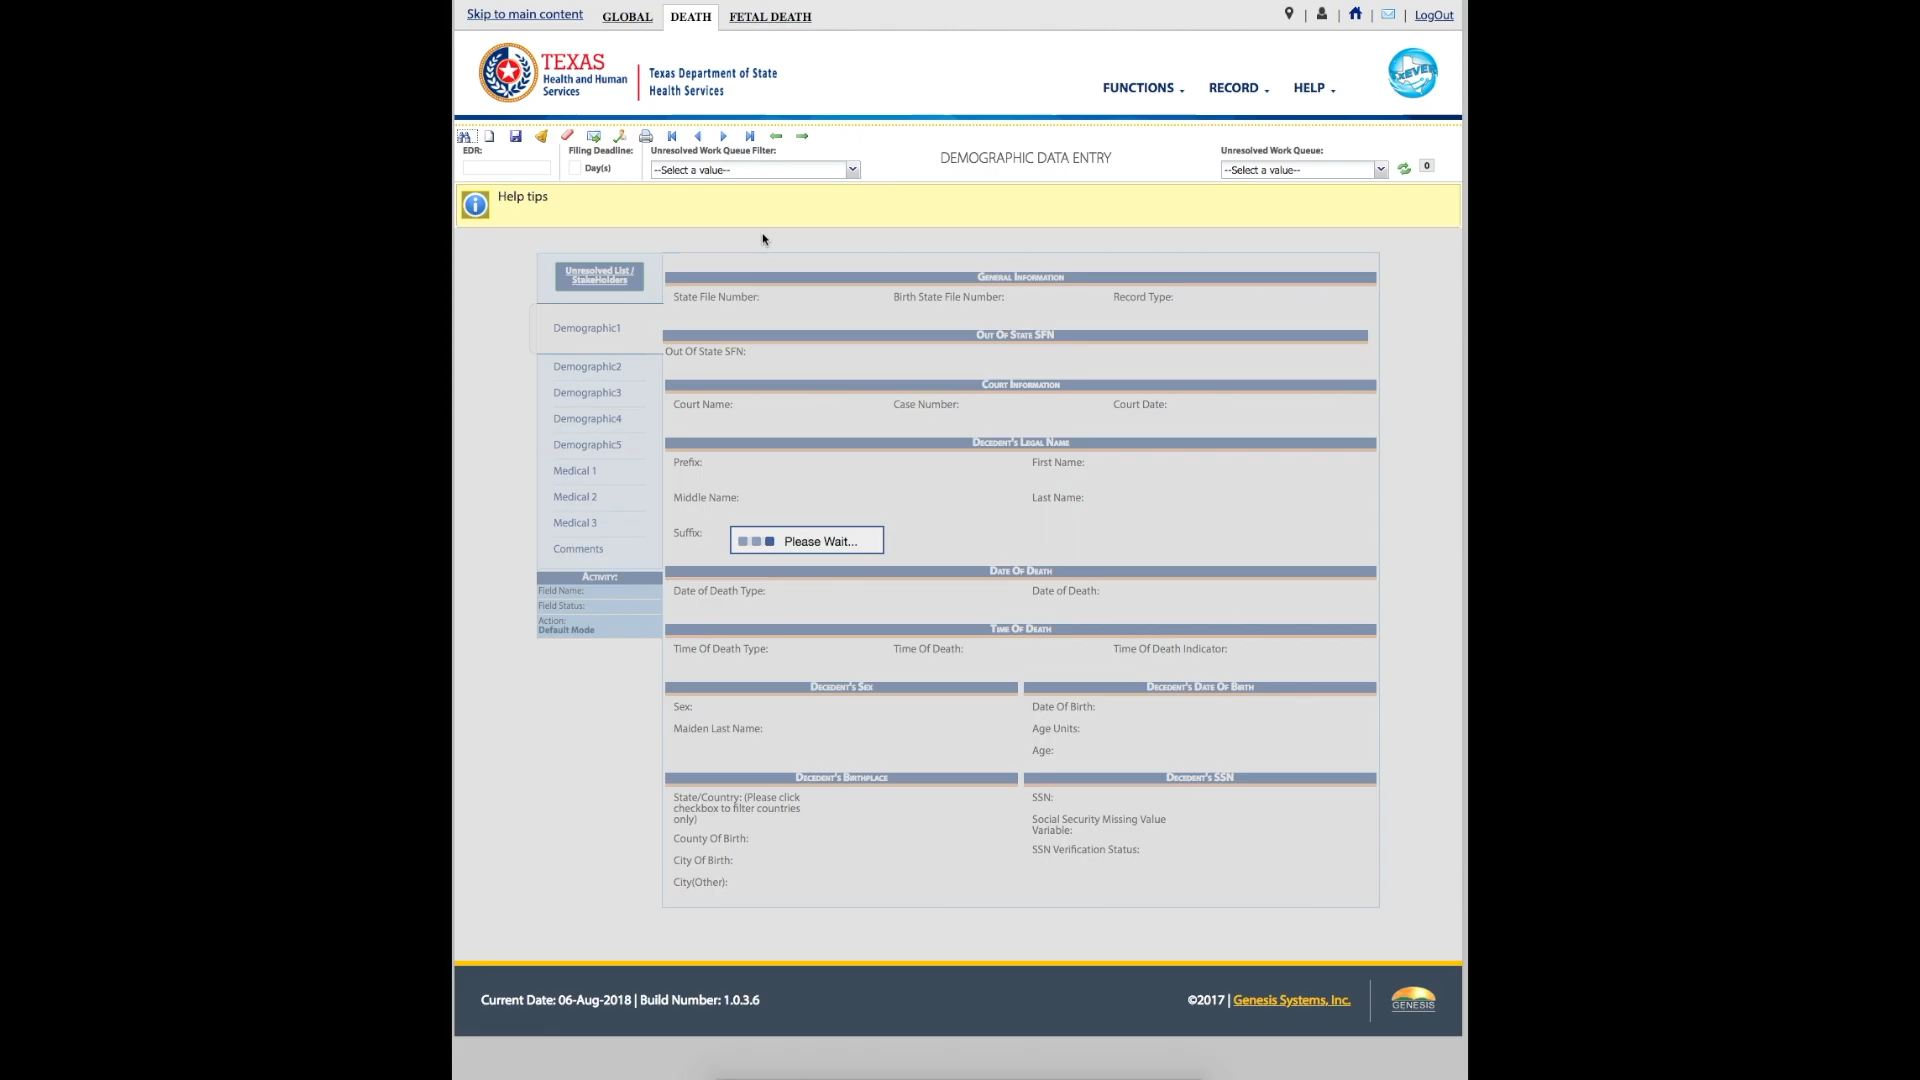 Skip to main content GLOBAL DEATH FETAL DEATH | | | LogOut
TEXAS
Health and Human
Services
Texas Department of State
Health Services
FUNCTIONS RECORD HELP
TxEVER
EDR: Filing Deadline: Unresolved Work Queue Filter: DEMOGRAPHIC DATA ENTRY Unresolved Work Queue:
Day(s) --Select a value-- --Select a value-- 0
Help tips
Unresolved List /
StakeHolders
Demographic1
Demographic2
Demographic3
Demographic4
Demographic5
Medical 1
Medical 2
Medical 3
Comments
Activity:
Field Name:
Field Status:
Action:
Default Mode
General Information
State File Number: Birth State File Number: Record Type:
Out Of State SFN
Out Of State SFN:
Court Information
Court Name: Case Number: Court Date:
Decedent's Legal Name
Prefix: First Name:
Middle Name: Last Name:
Suffix:
Please Wait...
Date Of Death
Date of Death Type: Date of Death:
Time Of Death
Time Of Death Type: Time Of Death: Time Of Death Indicator:
Decedent's Sex
Sex:
Maiden Last Name:
Decedent's Date Of Birth
Date Of Birth:
Age Units:
Age:
Decedent's Birthplace
State/Country: (Please click
checkbox to filter countries
only)
County Of Birth:
City Of Birth:
City(Other):
Decedent's SSN
SSN:
Social Security Missing Value
Variable:
SSN Verification Status:
Current Date: 06-Aug-2018 | Build Number: 1.0.3.6
©2017 | Genesis Systems, Inc.
GENESIS